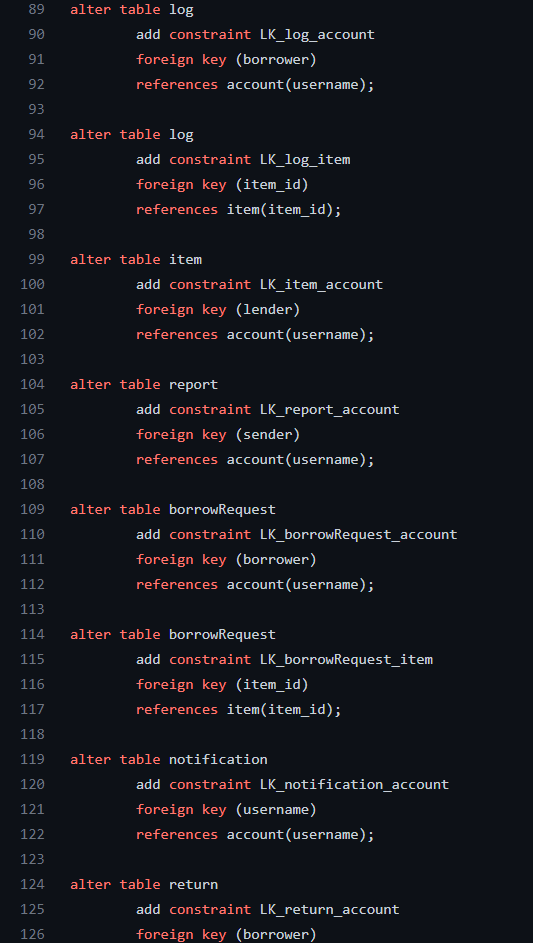 89 alter table log
90 add constraint LK_log_account
91 foreign key (borrower)
92 references account(username);
93
94 alter table log
95 add constraint LK_log_item
96 foreign key (item_id)
97 references item(item_id);
98
99 alter table item
100 add constraint LK_item_account
101 foreign key (lender)
102 references account(username);
103
104 alter table report
105 add constraint LK_report_account
106 foreign key (sender)
107 references account(username);
108
109 alter table borrowRequest
110 add constraint LK_borrowRequest_account
111 foreign key (borrower)
112 references account(username);
113
114 alter table borrowRequest
115 add constraint LK_borrowRequest_item
116 foreign key (item_id)
117 references item(item_id);
118
119 alter table notification
120 add constraint LK_notification_account
121 foreign key (username)
122 references account(username);
123
124 alter table return
125 add constraint LK_return_account
126 foreign key (borrower)